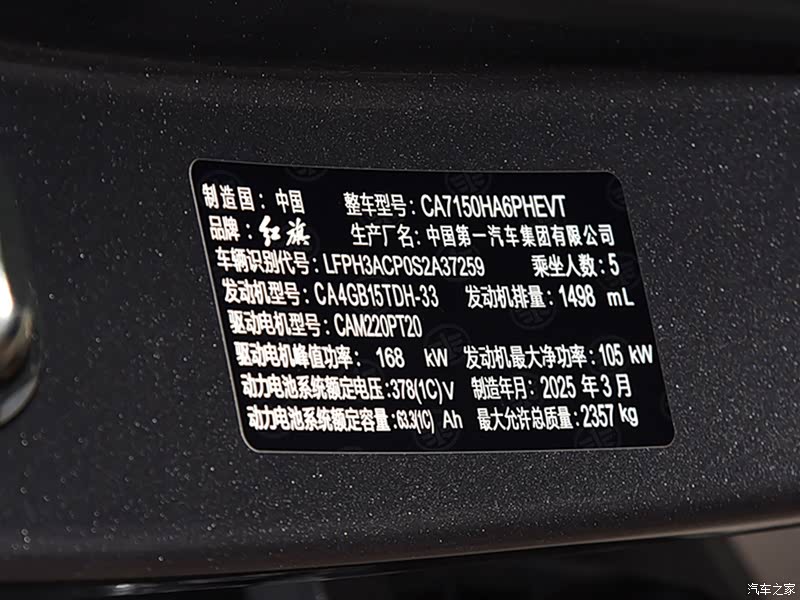 制造国：中国 整车型号：CA7150HA6PHEVT
品牌：红旗 生产厂名：中国第一汽车集团有限公司
车辆识别代号：LFPH3ACP0S2A37259 乘坐人数：5
发动机型号：CA4GB15TDH-33 发动机排量：1498 mL
驱动电机型号：CAM220PT20
驱动电机峰值功率：168 kW 发动机最大净功率：105 kW
动力电池系统额定电压：378(1C)V 制造年月：2025年3月
动力电池系统额定容量：63.3(1C) Ah 最大允许总质量：2357kg
汽车之家